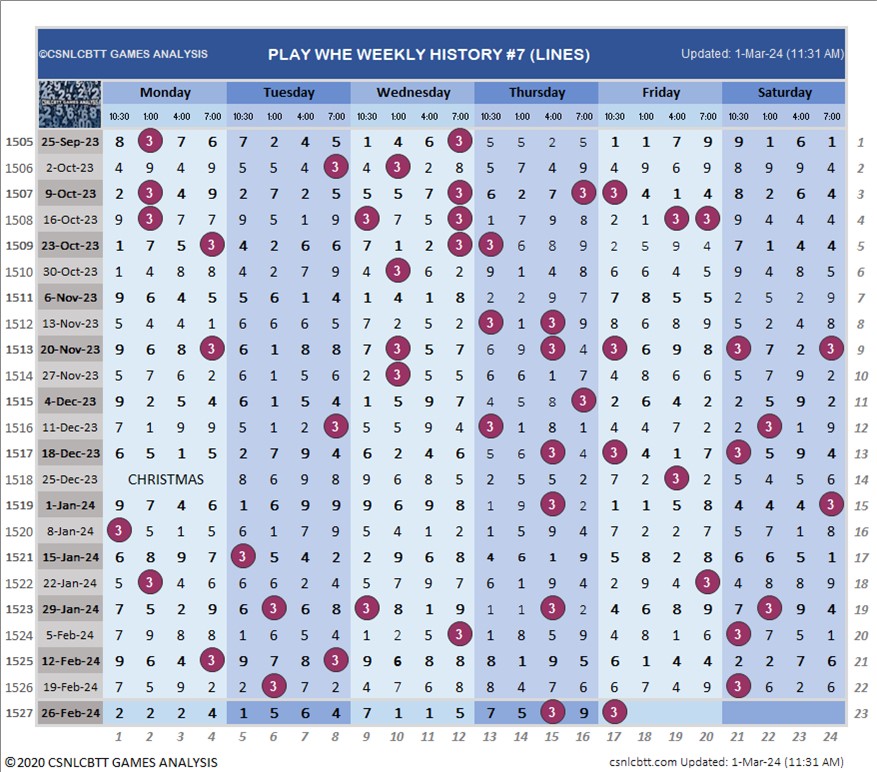 ©CSNLCBTT GAMES ANALYSIS PLAY WHE WEEKLY HISTORY #7 (LINES) Updated: 1-Mar-24 (11:31 AM)
Monday Tuesday Wednesday Thursday Friday Saturday
CSNLCBTT GAMES ANALYSIS 10:30 1:00 4:00 7:00 10:30 1:00 4:00 7:00 10:30 1:00 4:00 7:00 10:30 1:00 4:00 7:00 10:30 1:00 4:00 7:00 10:30 1:00 4:00 7:00
1505 25-Sep-23 8 3 7 6 7 2 4 5 1 4 6 3 5 5 2 5 1 1 7 9 9 1 6 1 1
1506 2-Oct-23 4 9 4 9 5 5 4 3 4 3 2 8 5 7 4 9 4 9 6 9 8 1 9 4 2
1507 9-Oct-23 2 3 4 9 2 7 2 5 5 5 7 3 6 2 7 3 3 4 1 4 8 2 6 4 3
1508 16-Oct-23 9 3 7 7 9 5 1 9 3 7 5 3 1 7 9 8 2 1 3 3 9 4 4 4 4
1509 23-Oct-23 1 7 5 3 4 2 6 6 7 1 2 3 3 6 8 9 2 5 9 4 7 1 4 4 5
1510 30-Oct-23 1 4 8 8 4 2 7 9 4 3 6 2 9 1 4 8 6 6 4 5 9 4 8 5 6
1511 6-Nov-23 9 6 4 5 5 6 1 4 1 4 1 8 2 2 9 7 7 8 5 5 2 5 2 9 7
1512 13-Nov-23 5 4 4 1 6 6 6 5 7 2 5 2 3 1 3 9 8 6 8 9 5 2 4 8 8
1513 20-Nov-23 9 6 8 3 6 1 8 8 7 3 5 7 6 9 3 4 3 6 9 8 3 7 2 3 9
1514 27-Nov-23 5 7 6 2 6 1 5 6 2 3 5 5 6 6 1 7 4 8 6 6 5 7 9 2 10
1515 4-Dec-23 9 2 5 4 6 1 5 4 1 5 9 7 4 5 8 3 2 6 4 2 2 5 9 2 11
1516 11-Dec-23 7 1 9 9 5 1 2 3 5 5 9 4 3 1 8 1 4 4 7 2 2 3 1 9 12
1517 18-Dec-23 6 5 1 5 2 7 9 4 6 2 4 6 5 6 3 4 3 4 1 7 3 5 9 4 13
1518 25-Dec-23 CHRISTMAS 8 6 9 8 9 6 9 8 2 5 5 2 7 2 3 2 5 4 5 6 14
1519 1-Jan-24 9 7 4 6 1 6 9 9 9 6 9 8 1 9 3 2 1 1 5 8 4 4 4 3 15
1520 8-Jan-24 3 1 5 1 6 1 7 9 5 4 1 2 1 5 9 4 7 2 2 7 5 7 1 8 16
1521 15-Jan-24 6 8 9 7 3 5 4 2 2 9 6 8 4 6 1 9 5 8 2 8 6 6 5 1 17
1522 22-Jan-24 5 3 4 6 6 6 2 4 5 7 9 7 6 1 9 4 2 9 4 3 4 8 8 9 18
1523 29-Jan-24 7 5 2 9 6 3 6 8 3 8 1 9 1 1 3 2 4 6 8 9 7 3 9 4 19
1524 5-Feb-24 7 9 8 8 1 6 5 4 1 2 5 3 1 8 5 9 4 8 1 6 3 7 5 1 20
1525 12-Feb-24 9 6 4 3 9 7 8 3 9 6 8 8 8 1 9 5 6 1 4 4 2 2 7 6 21
1526 19-Feb-24 7 5 9 2 2 3 7 2 4 7 6 8 8 4 7 6 6 7 4 9 3 6 2 6 22
1527 26-Feb-24 2 2 2 4 1 5 6 4 7 1 1 5 7 5 3 9 3 23
1 2 3 4 5 6 7 8 9 10 11 12 13 14 15 16 17 18 19 20 21 22 23 24
©2020 CSNLCBTT GAMES ANALYSIS csnlcbtt.com Updated: 1-Mar-24 (11:31 AM)